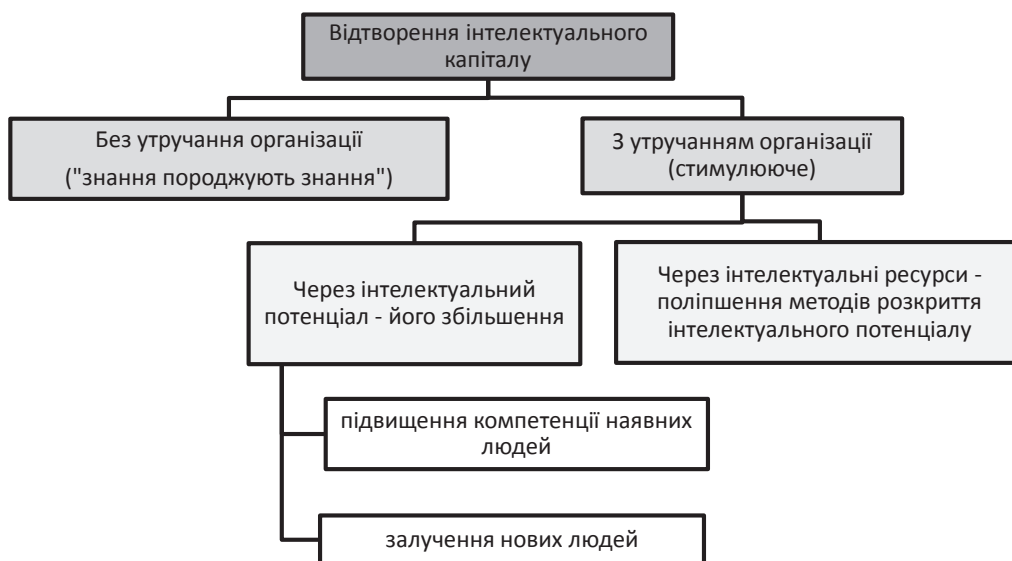 Відтворення інтелектуального
капіталу
Без утручання організації
("знання породжують знання")
З утручанням організації
(стимулююче)
Через інтелектуальний
потенціал - його збільшення
Через інтелектуальні ресурси -
поліпшення методів розкриття
інтелектуального потенціалу
підвищення компетенції наявних
людей
залучення нових людей